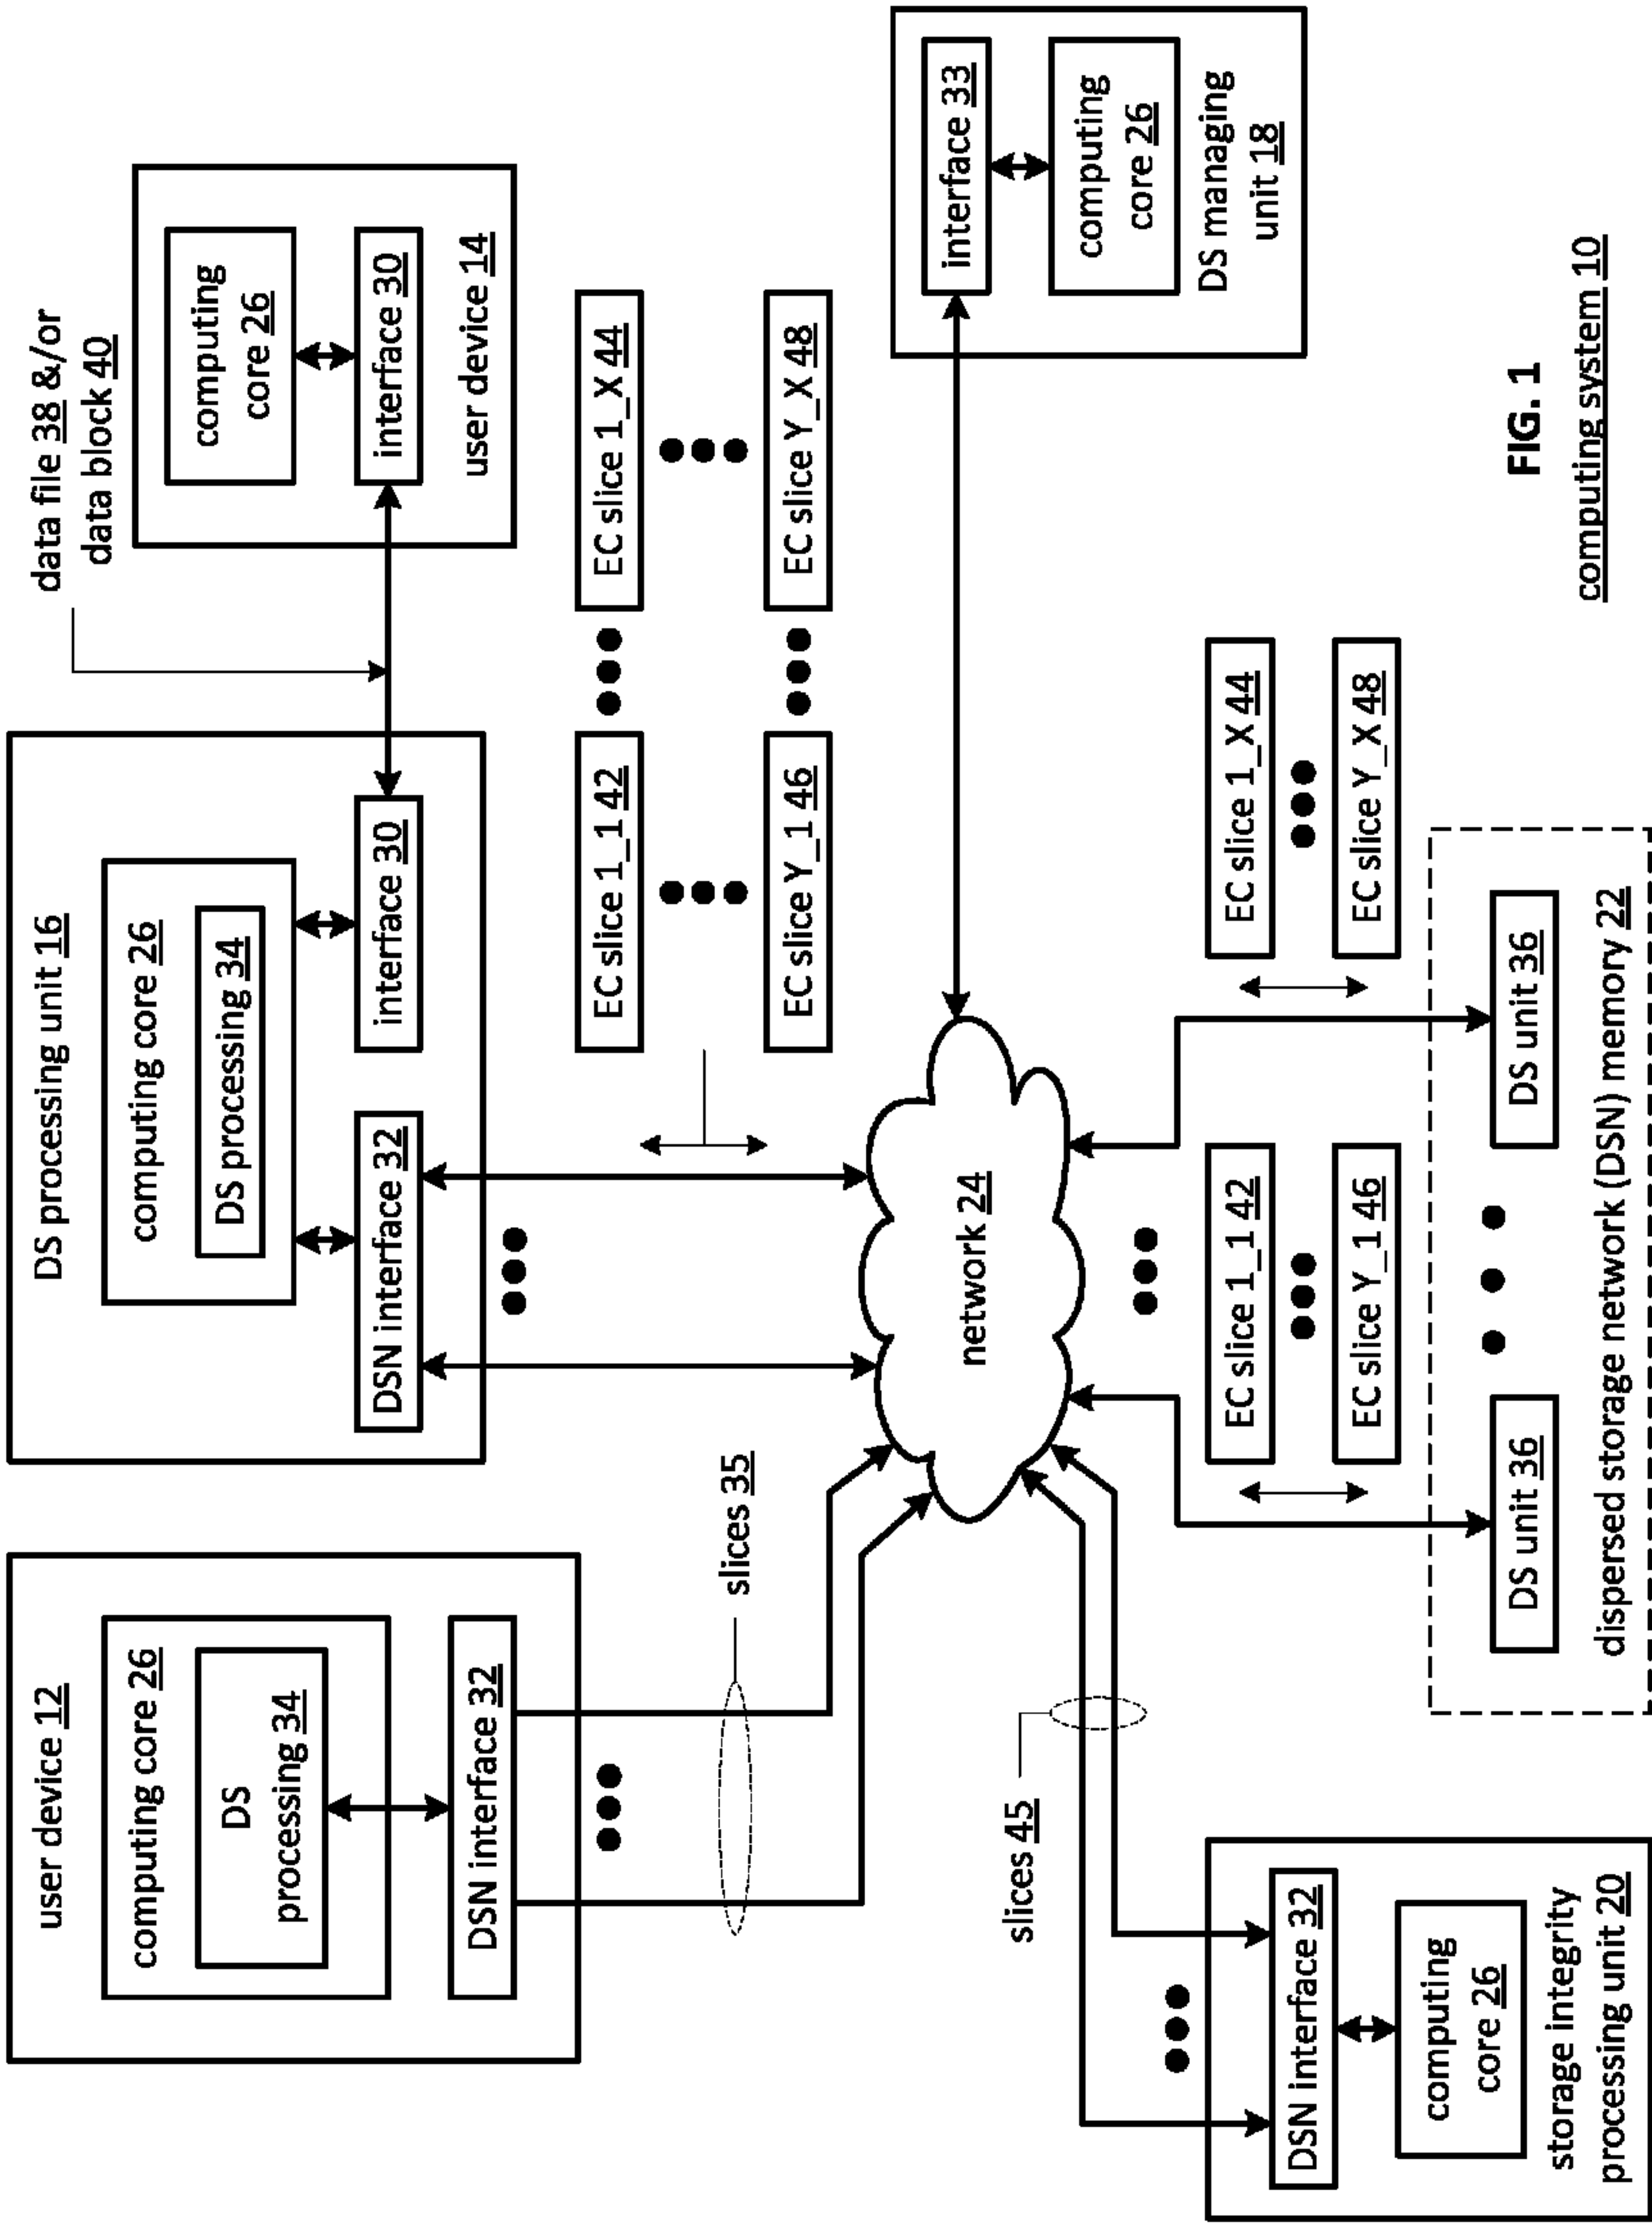 user device 12
computing core 26
DS
processing 34
DSN interface 32
slices 35
DS processing unit 16
computing core 26
DS processing 34
DSN interface 32
interface 30
data file 38 &/or
data block 40
computing
core 26
interface 30
user device 14
EC slice 1_1 42
EC slice 1_X 44
EC slice Y_1 46
EC slice Y_X 48
network 24
interface 33
computing
core 26
DS managing
unit 18
slices 45
DSN interface 32
computing
core 26
storage integrity
processing unit 20
EC slice 1_1 42
EC slice Y_1 46
EC slice 1_X 44
EC slice Y_X 48
DS unit 36
DS unit 36
dispersed storage network (DSN) memory 22
FIG. 1
computing system 10